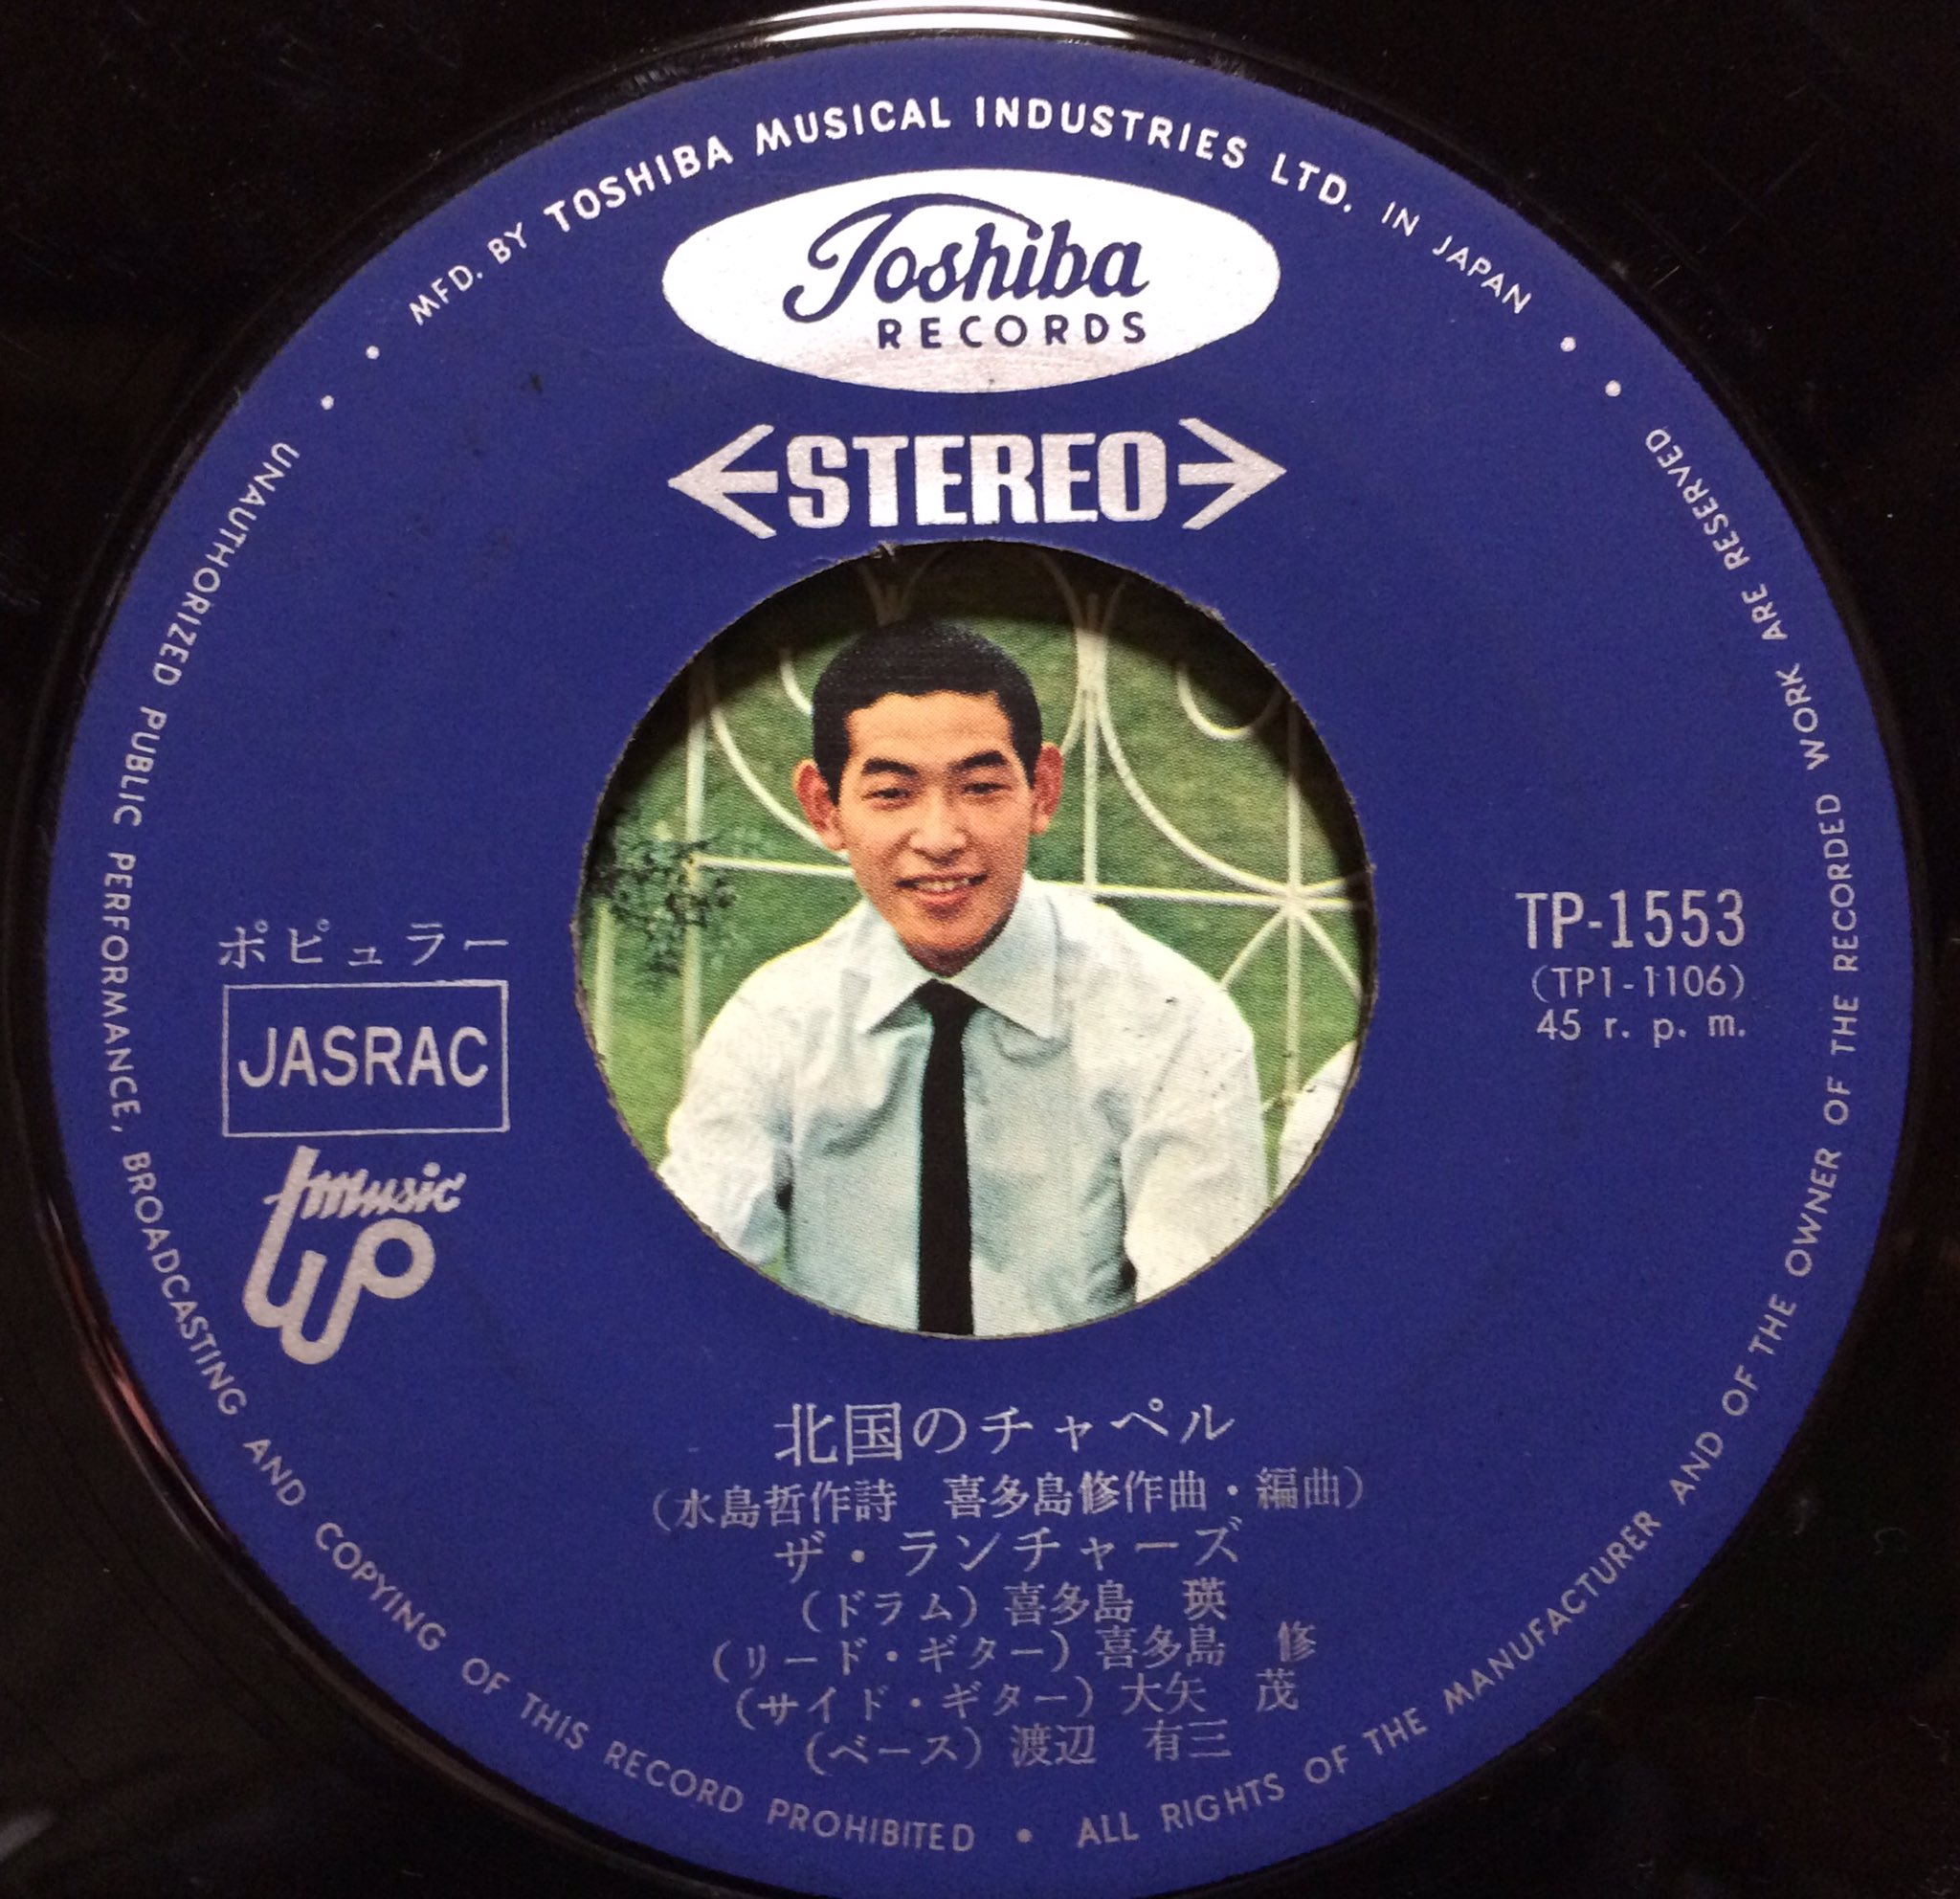 MFD. BY TOSHIBA MUSICAL INDUSTRIES LTD. IN JAPAN
Toshiba
RECORDS
STEREO
ポピュラー
JASRAC
music
up
TP-1553
(TP1-1106)
45 r. p. m.
北国のチャペル
(水島哲作詩 喜多島修作曲・編曲)
ザ・ランチャーズ
(ドラム) 喜多島 瑛
(リード・ギター) 喜多島 修
(サイド・ギター) 大矢 茂
(ベース) 渡辺 有三
UNAUTHORIZED PUBLIC PERFORMANCE, BROADCASTING AND COPYING OF THIS RECORD PROHIBITED • ALL RIGHTS OF THE MANUFACTURER AND OF THE OWNER OF THE RECORDED WORK ARE RESERVED